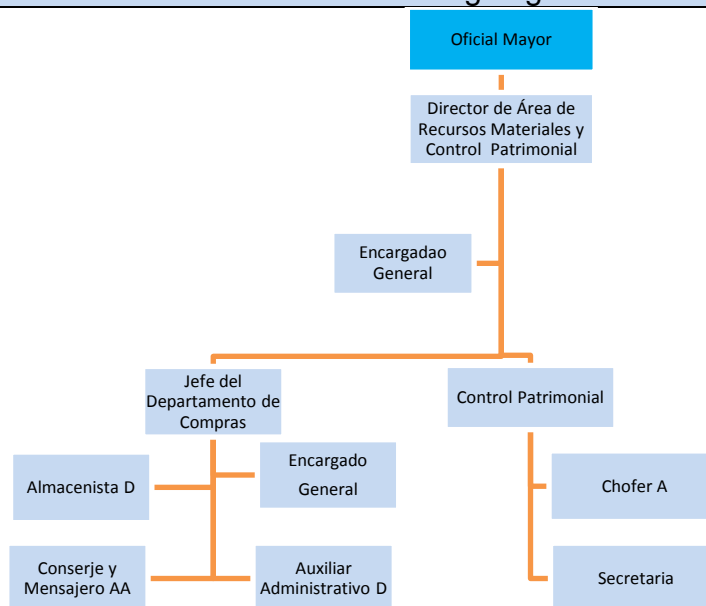 Oficial Mayor
Director de Área de
Recursos Materiales y
Control Patrimonial
Encargadao
General
Jefe del
Departamento de
Compras
Control Patrimonial
Almacenista D
Encargado
General
Chofer A
Conserje y
Mensajero AA
Auxiliar
Administrativo D
Secretaria